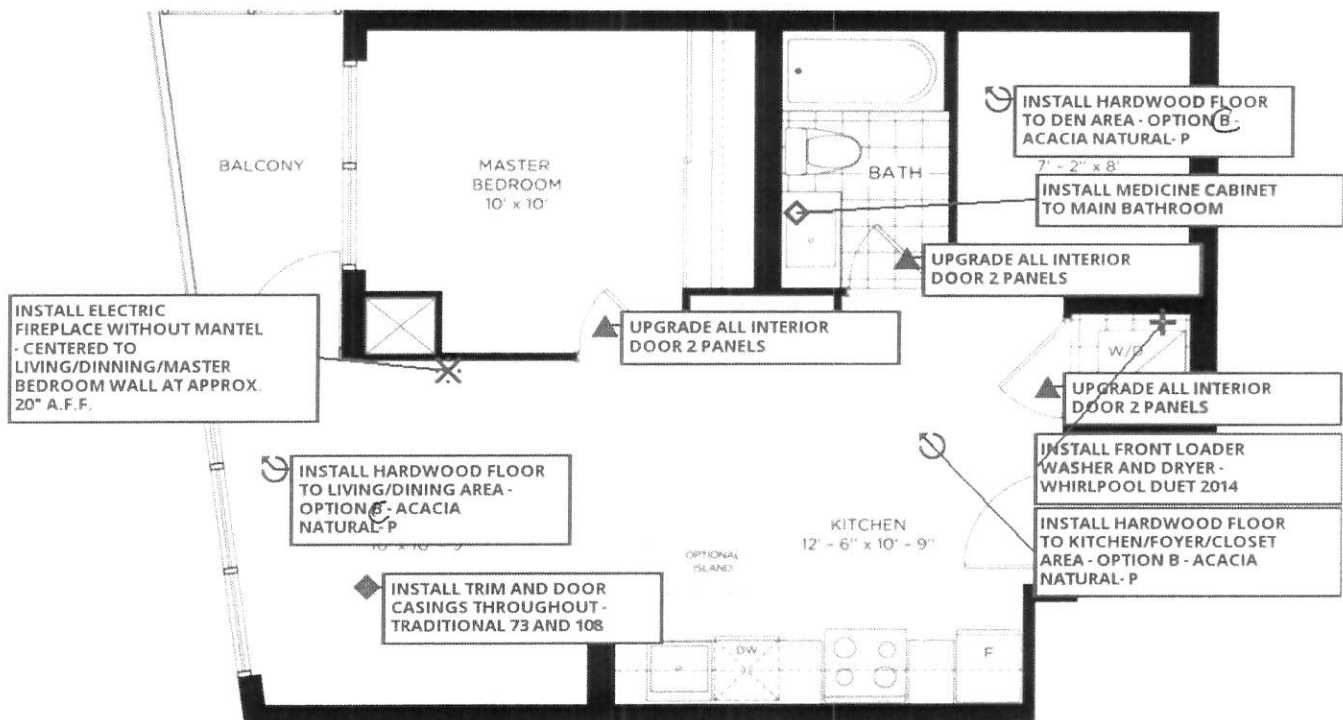 INSTALL HARDWOOD FLOOR
TO DEN AREA - OPTION B -
ACACIA NATURAL- P
C
7' - 2" x 8'
BALCONY
MASTER
BEDROOM
10' x 10'
BATH
INSTALL MEDICINE CABINET
TO MAIN BATHROOM
UPGRADE ALL INTERIOR
DOOR 2 PANELS
INSTALL ELECTRIC
FIREPLACE WITHOUT MANTEL
- CENTERED TO
LIVING/DINNING/MASTER
BEDROOM WALL AT APPROX.
20" A.F.F.
UPGRADE ALL INTERIOR
DOOR 2 PANELS
W/D
UPGRADE ALL INTERIOR
DOOR 2 PANELS
INSTALL FRONT LOADER
WASHER AND DRYER -
WHIRLPOOL DUET 2014
INSTALL HARDWOOD FLOOR
TO LIVING/DINING AREA -
OPTION B - ACACIA
NATURAL- P
C
KITCHEN
12' - 6" x 10' - 9"
INSTALL HARDWOOD FLOOR
TO KITCHEN/FOYER/CLOSET
AREA - OPTION B - ACACIA
NATURAL- P
OPTIONAL
ISLAND
INSTALL TRIM AND DOOR
CASINGS THROUGHOUT -
TRADITIONAL 73 AND 108
DW
F